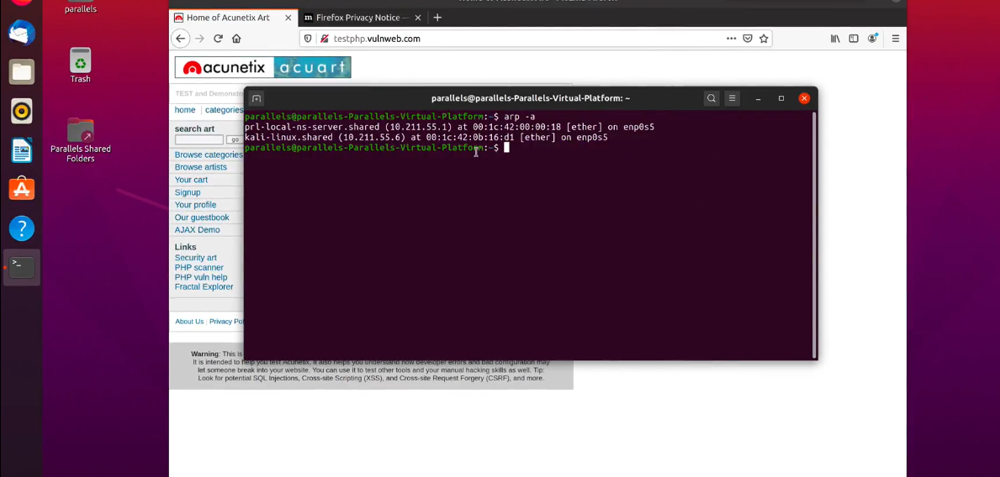 parallels
Home of Acunetix Art
Firefox Privacy Notice —
testphp.vulnweb.com
Trash
Parallels Shared
Folders
acunetix acuart
TEST and Demonstr
home categories
search art
go
Browse categories
Browse artists
Your cart
Signup
Your profile
Our guestbook
AJAX Demo
Links
Security art
PHP scanner
PHP vuln help
Fractal Explorer
About Us | Privacy Pol
parallels@parallels-Parallels-Virtual-Platform: ~
parallels@parallels-Parallels-Virtual-Platform:~$ arp -a
prl-local-ns-server.shared (10.211.55.1) at 00:1c:42:00:00:18 [ether] on enp0s5
kali-linux.shared (10.211.55.6) at 00:1c:42:0b:16:d1 [ether] on enp0s5
parallels@parallels-Parallels-Virtual-Platform:~$
Warning: This is
It is intended to help you test Acunetix. It also helps you understand how developer errors and bad configuration may
let someone break into your website. You can use it to test other tools and your manual hacking skills as well. Tip:
Look for potential SQL Injections, Cross-site Scripting (XSS), and Cross-site Request Forgery (CSRF), and more.